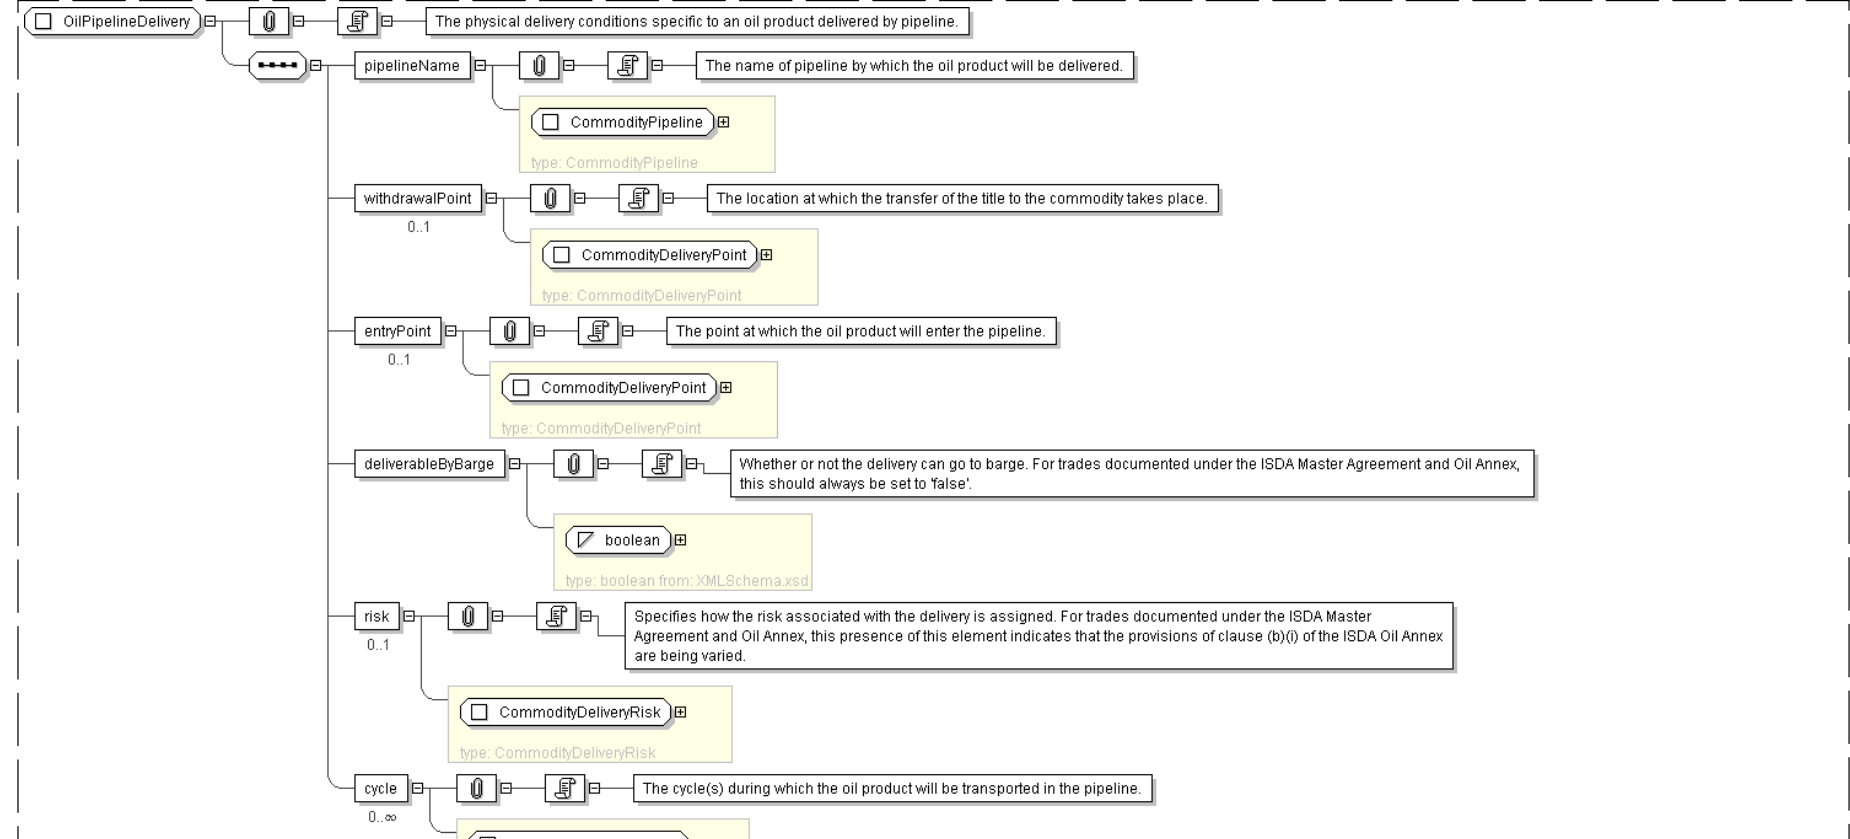 OilPipelineDelivery
The physical delivery conditions specific to an oil product delivered by pipeline.
pipelineName
The name of pipeline by which the oil product will be delivered.
CommodityPipeline
type: CommodityPipeline
withdrawalPoint
The location at which the transfer of the title to the commodity takes place.
0..1
CommodityDeliveryPoint
type: CommodityDeliveryPoint
entryPoint
The point at which the oil product will enter the pipeline.
0..1
CommodityDeliveryPoint
type: CommodityDeliveryPoint
deliverableByBarge
Whether or not the delivery can go to barge. For trades documented under the ISDA Master Agreement and Oil Annex,
this should always be set to 'false'.
boolean
type: boolean from: XMLSchema.xsd
risk
Specifies how the risk associated with the delivery is assigned. For trades documented under the ISDA Master
Agreement and Oil Annex, this presence of this element indicates that the provisions of clause (b)(i) of the ISDA Oil Annex
are being varied.
0..1
CommodityDeliveryRisk
type: CommodityDeliveryRisk
cycle
The cycle(s) during which the oil product will be transported in the pipeline.
0..∞